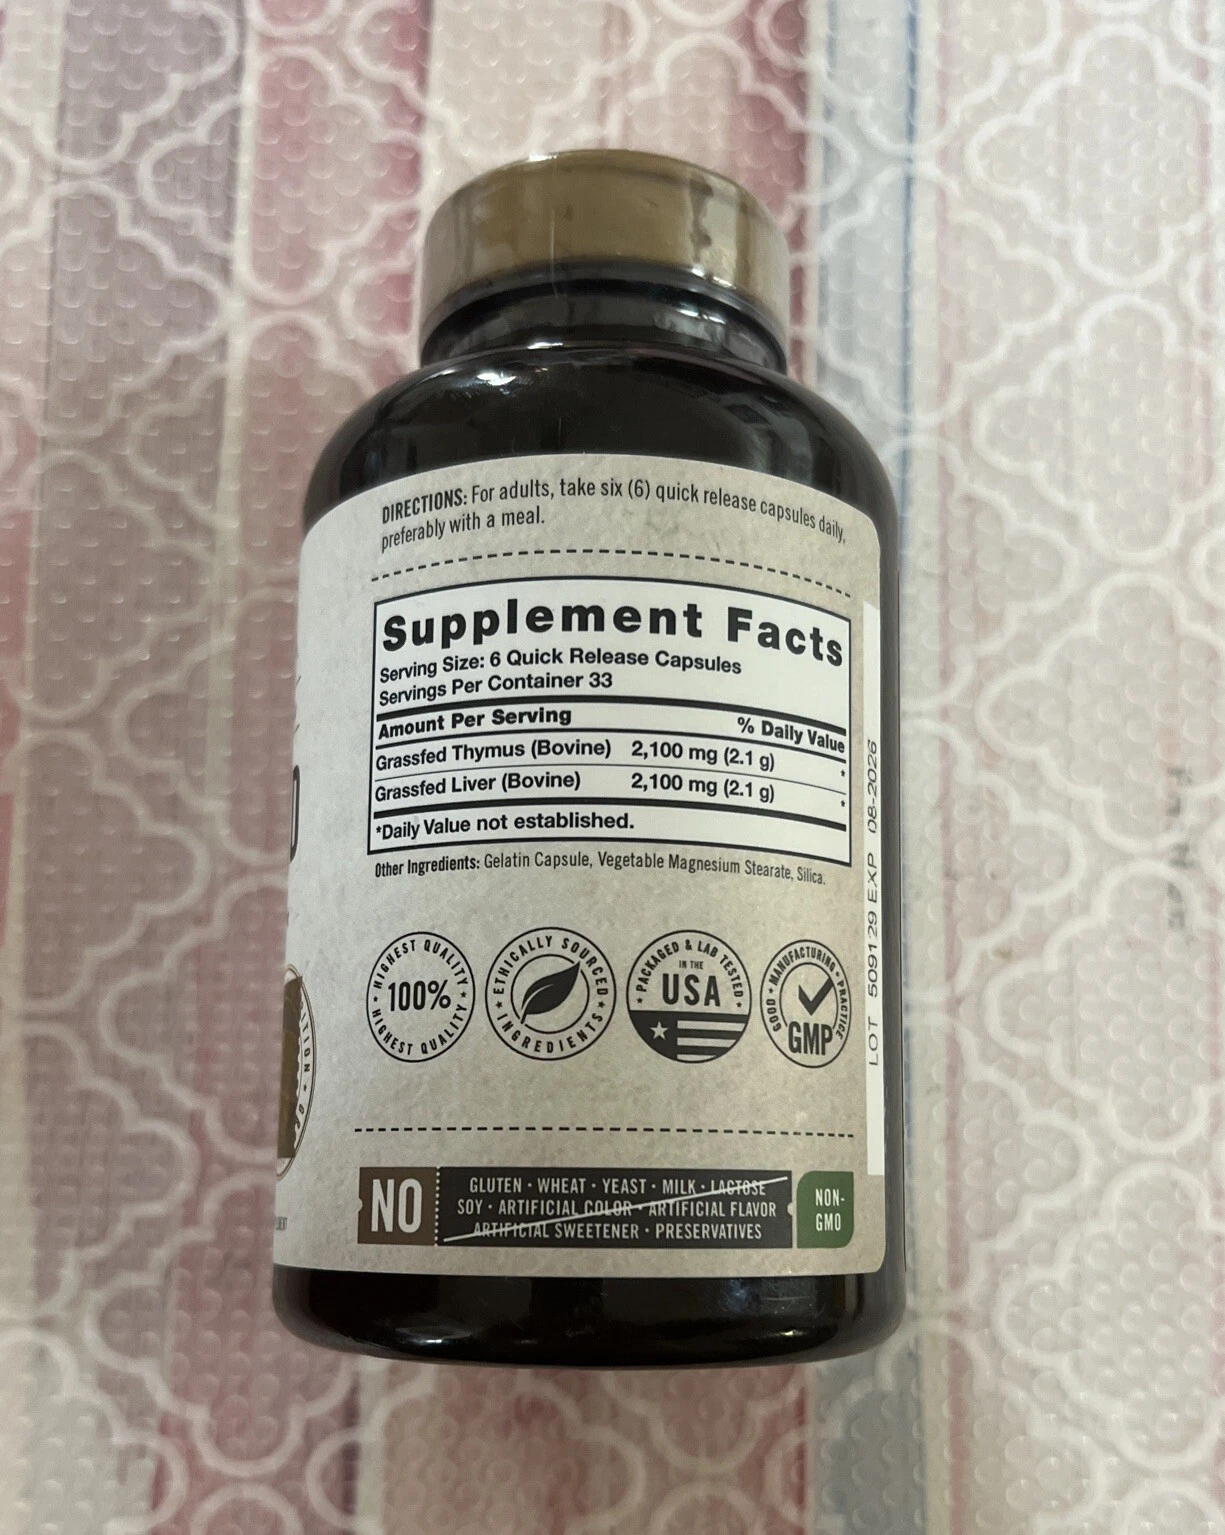 DIRECTIONS: For adults, take six (6) quick release capsules daily,
preferably with a meal.
Supplement Facts
Serving Size: 6 Quick Release Capsules
Servings Per Container 33
Amount Per Serving % Daily Value
Grassfed Thymus (Bovine) 2,100 mg (2.1 g) *
Grassfed Liver (Bovine) 2,100 mg (2.1 g) *
*Daily Value not established.
Other Ingredients: Gelatin Capsule, Vegetable Magnesium Stearate, Silica.
HIGHEST QUALITY
100%
HIGHEST QUALITY
ETHICALLY SOURCED
INGREDIENTS
PACKAGED & LAB TESTED
IN THE
USA
GOOD • MANUFACTURING • PRACTICE
GMP
LOT 509129 EXP 08-2026
NO
GLUTEN • WHEAT • YEAST • MILK • LACTOSE
SOY • ARTIFICIAL COLOR • ARTIFICIAL FLAVOR
ARTIFICIAL SWEETENER • PRESERVATIVES
NON-
GMO